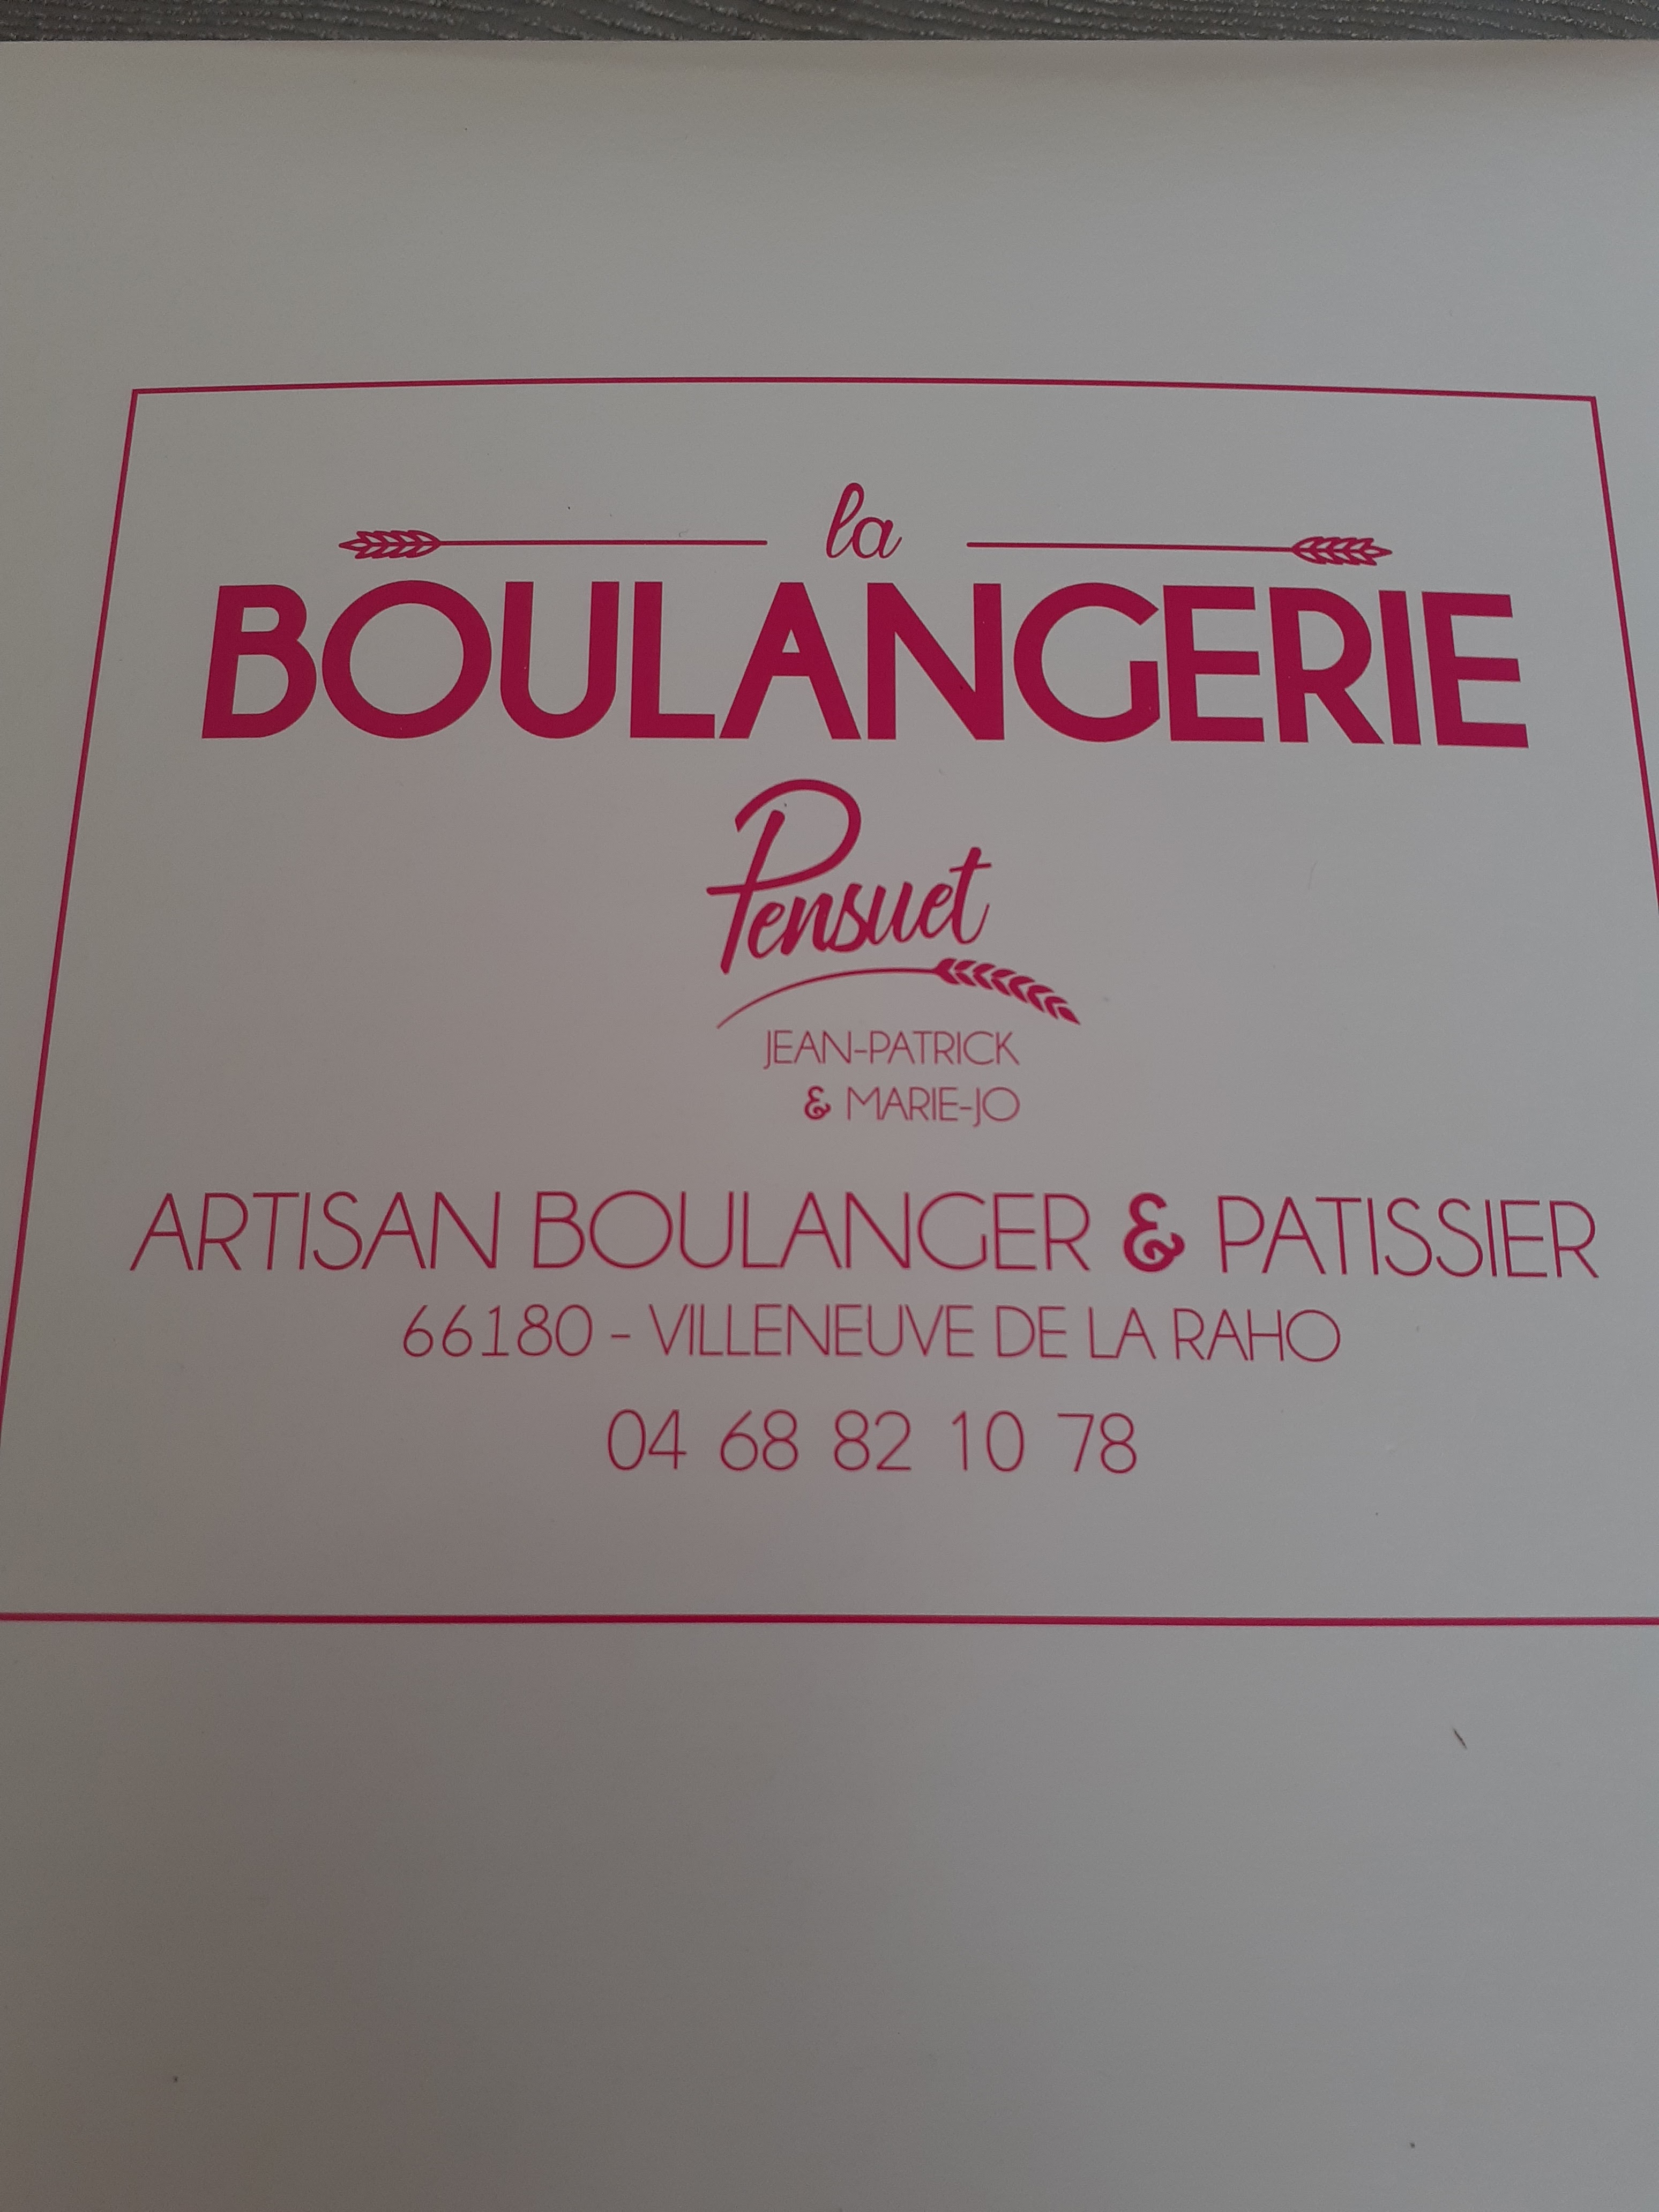 la
BOULANGERIE
Pensuet
JEAN-PATRICK
& MARIE-JO
ARTISAN BOULANGER & PATISSIER
66180 - VILLENEUVE DE LA RAHO
04 68 82 10 78